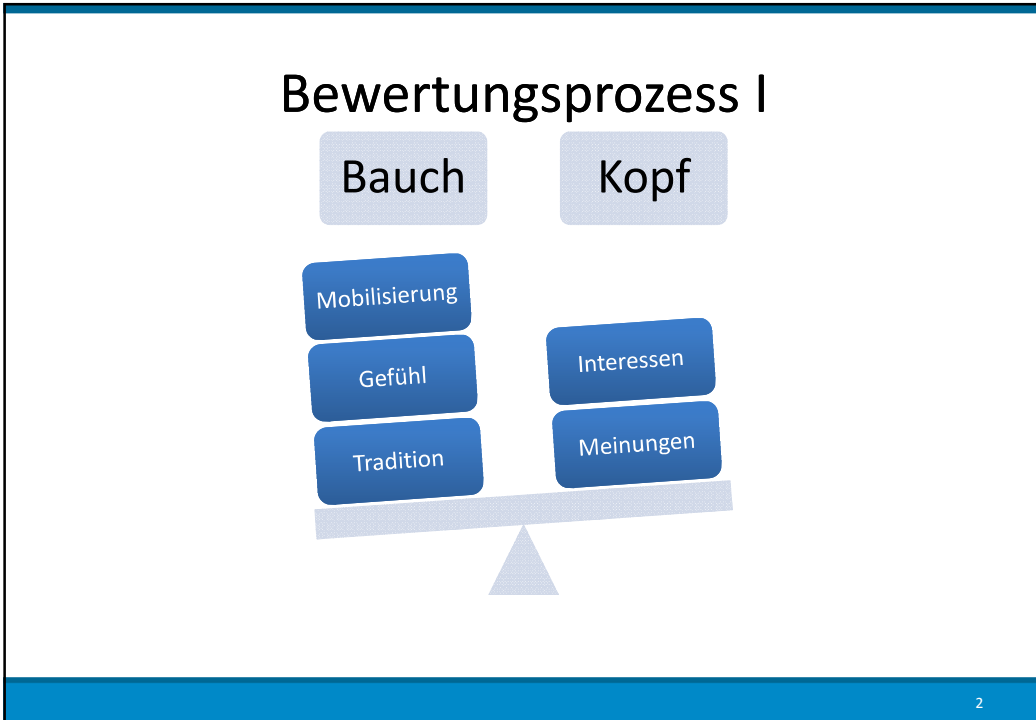 Bewertungsprozess I
Bauch
Kopf
Mobilisierung
Gefühl
Tradition
Interessen
Meinungen
2